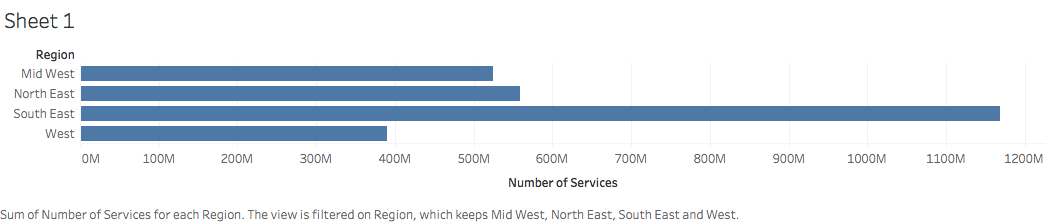 Sheet 1
Region
Mid West
North East
South East
West
0M 100M 200M 300M 400M 500M 600M 700M 800M 900M 1000M 1100M 1200M
Number of Services
Sum of Number of Services for each Region. The view is filtered on Region, which keeps Mid West, North East, South East and West.